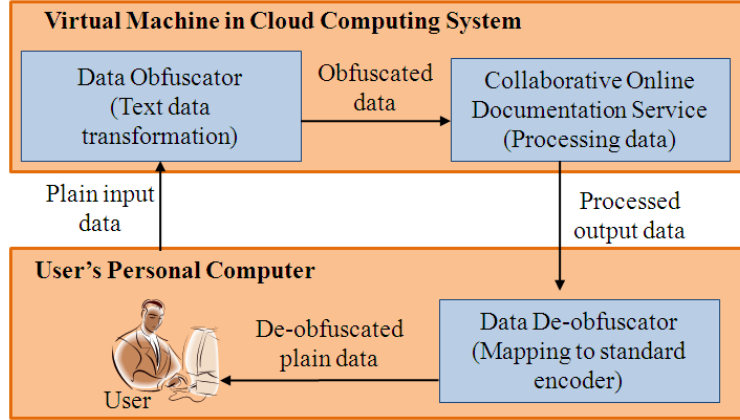 Virtual Machine in Cloud Computing System
Data Obfuscator
(Text data
transformation)
Obfuscated
data
Collaborative Online
Documentation Service
(Processing data)
Plain input
data
Processed
output data
User’s Personal Computer
De-obfuscated
plain data
Data De-obfuscator
(Mapping to standard
encoder)
User